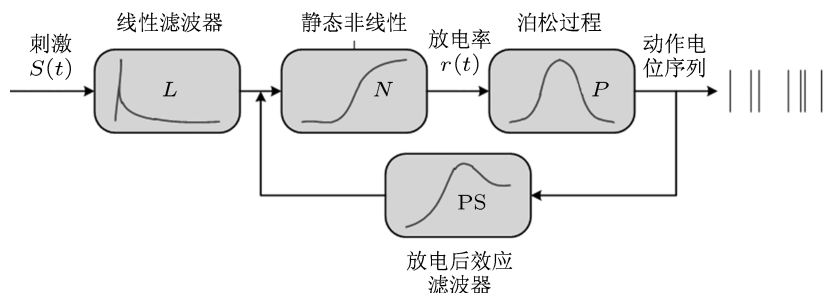 线性滤波器
静态非线性
泊松过程
刺激
S(t)
放电率
r(t)
动作电
位序列
L
N
P
PS
放电后效应
滤波器